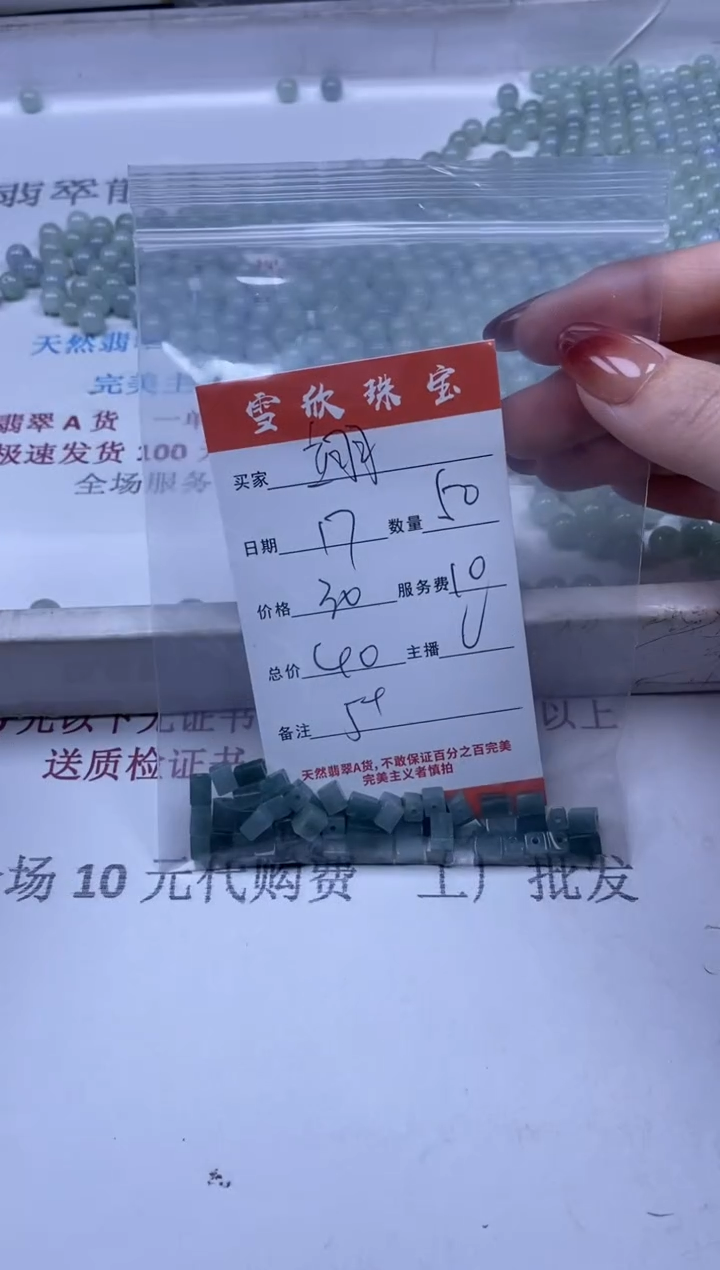 翡翠
天然翡
完美主
翡翠 A 货 一
极速发货 100
全场服务
雪欣珠宝
买家 翊
日期 17 数量 50
价格 30 服务费 10
总价 40 主播 U
备注
天然翡翠A货，不敢保证百分之百完美
完美主义者慎拍
以上
送质检证书
场 10 元代购费 工厂批发